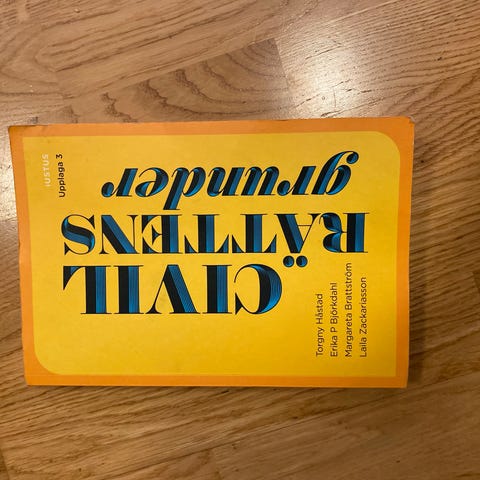 CIVIL
RÄTTENS
grunder
Torgny Håstad
Erika P Björkdahl
Margareta Brattström
Laila Zackariasson
IUSTUS
Upplaga 3